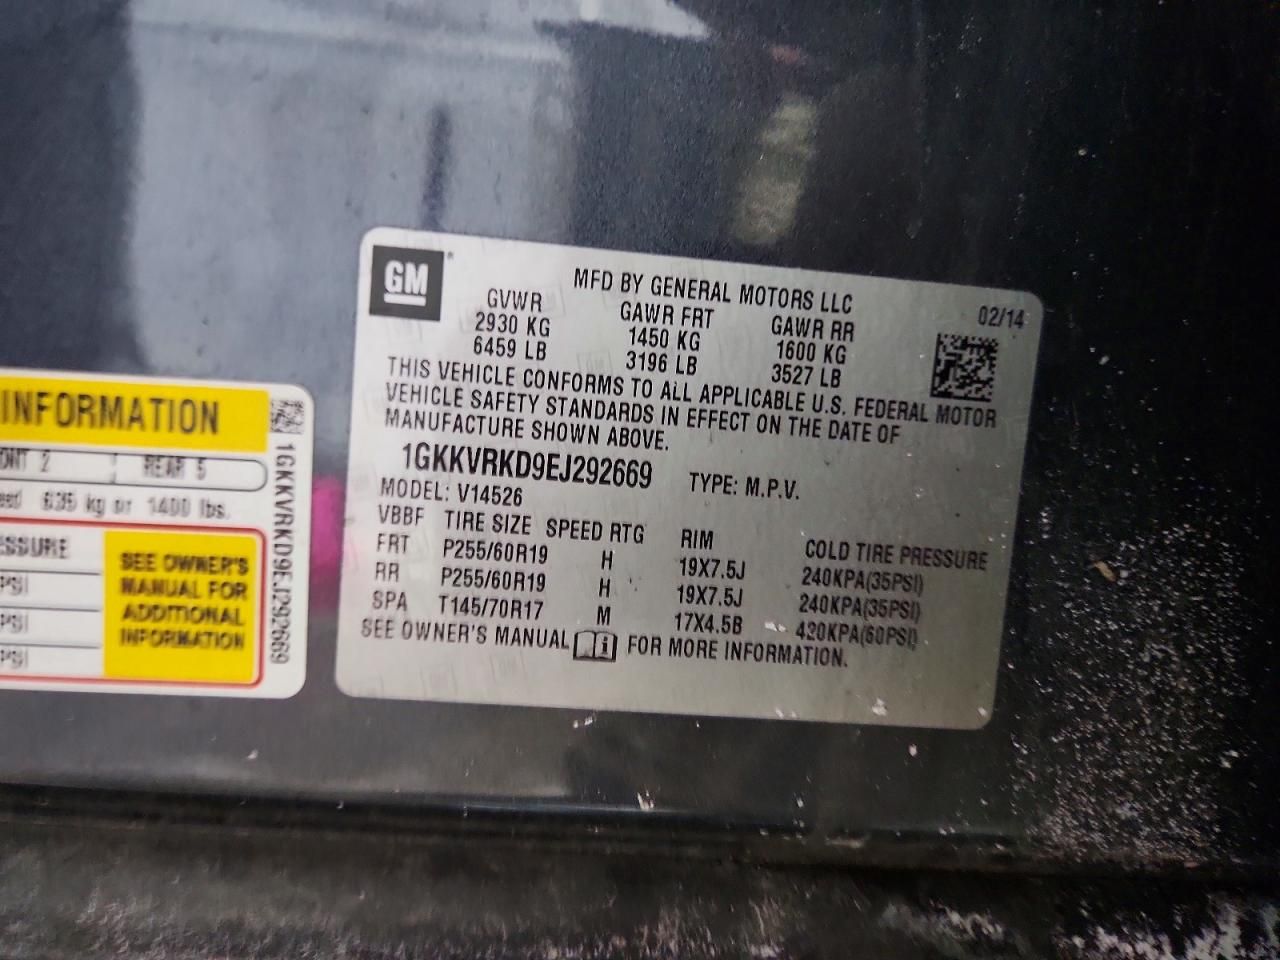 GM
MFD BY GENERAL MOTORS LLC
02/14
GVWR GAWR FRT GAWR RR
2930 KG 1450 KG 1600 KG
6459 LB 3196 LB 3527 LB
THIS VEHICLE CONFORMS TO ALL APPLICABLE U.S. FEDERAL MOTOR
VEHICLE SAFETY STANDARDS IN EFFECT ON THE DATE OF
MANUFACTURE SHOWN ABOVE.
1GKKVRKD9EJ292669 TYPE: M.P.V.
MODEL: V14526
VBBF TIRE SIZE SPEED RTG RIM COLD TIRE PRESSURE
FRT P255/60R19 H 19X7.5J 240KPA(35PSI)
RR P255/60R19 H 19X7.5J 240KPA(35PSI)
SPA T145/70R17 M 17X4.5B 420KPA(60PSI)
SEE OWNER'S MANUAL FOR MORE INFORMATION.
INFORMATION
2 REAR 5
635 kg or 1400 lbs.
SEE OWNER'S
MANUAL FOR
ADDITIONAL
INFORMATION
PSI
PSI
PSI
1GKKVRKD9EJ292669